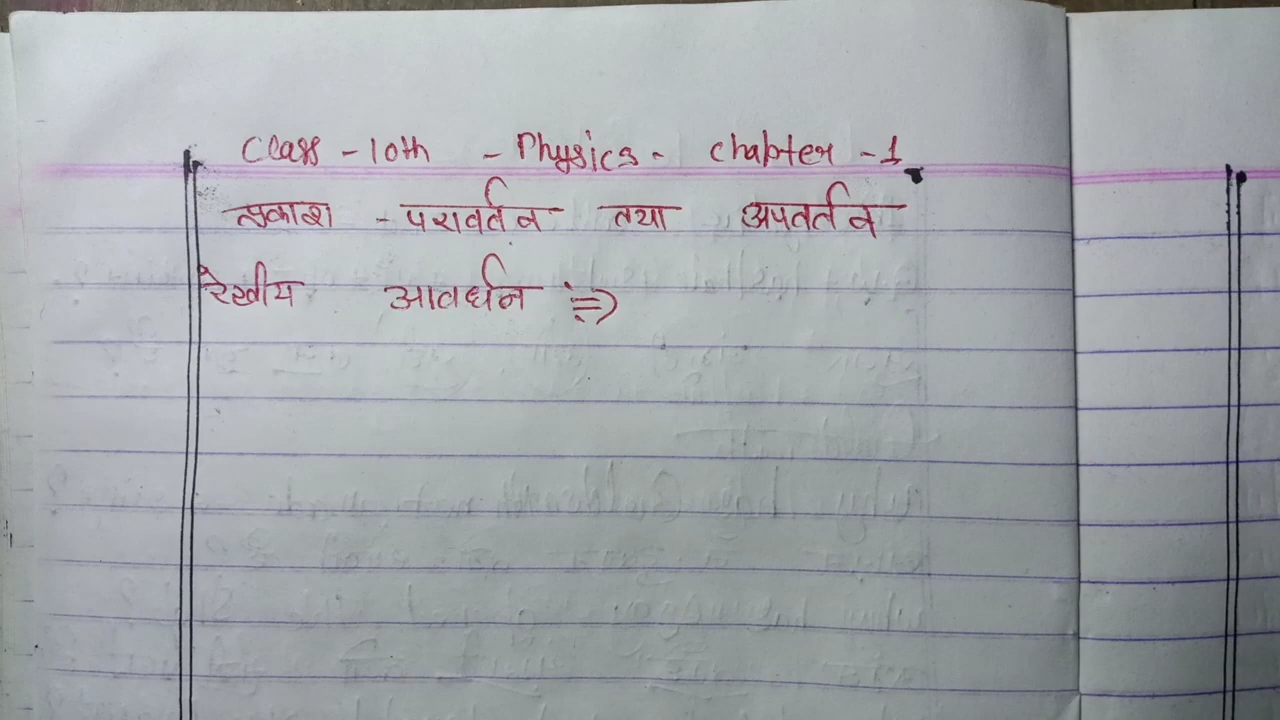 Class - 10th - Physics - Chapter - 1
प्रकाश - परावर्तन तथा अपवर्तन
रेखीय आवर्धन ⇒